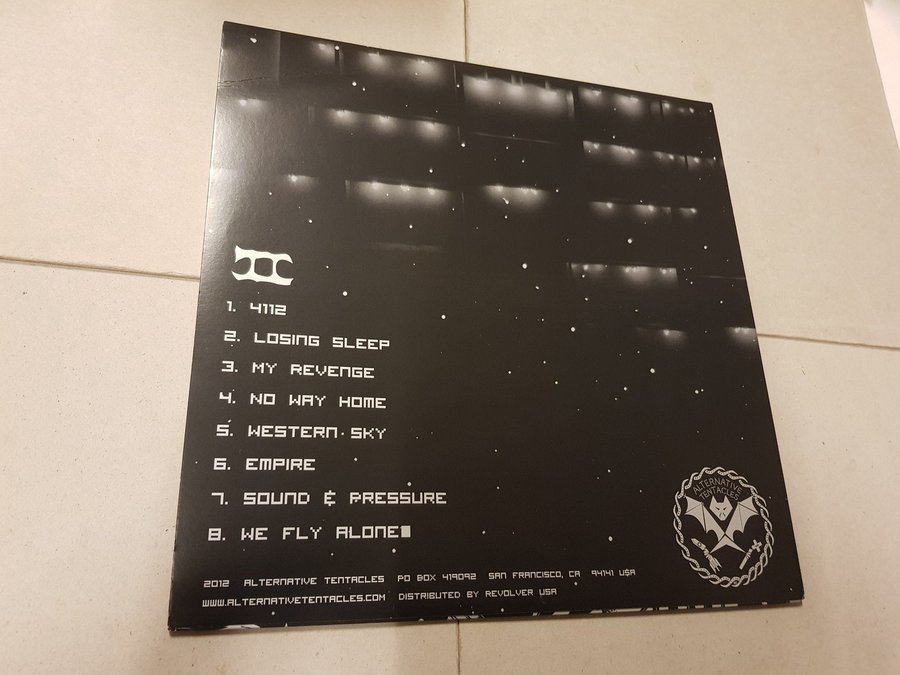 II
1. 4112
2. LOSING SLEEP
3. MY REVENGE
4. NO WAY HOME
5. WESTERN SKY
6. EMPIRE
7. SOUND & PRESSURE
8. WE FLY ALONE
2012 ALTERNATIVE TENTACLES PO BOX 419092 SAN FRANCISCO, CA 94141 USA
WWW.ALTERNATIVETENTACLES.COM DISTRIBUTED BY REVOLVER USA
ALTERNATIVE
TENTACLES